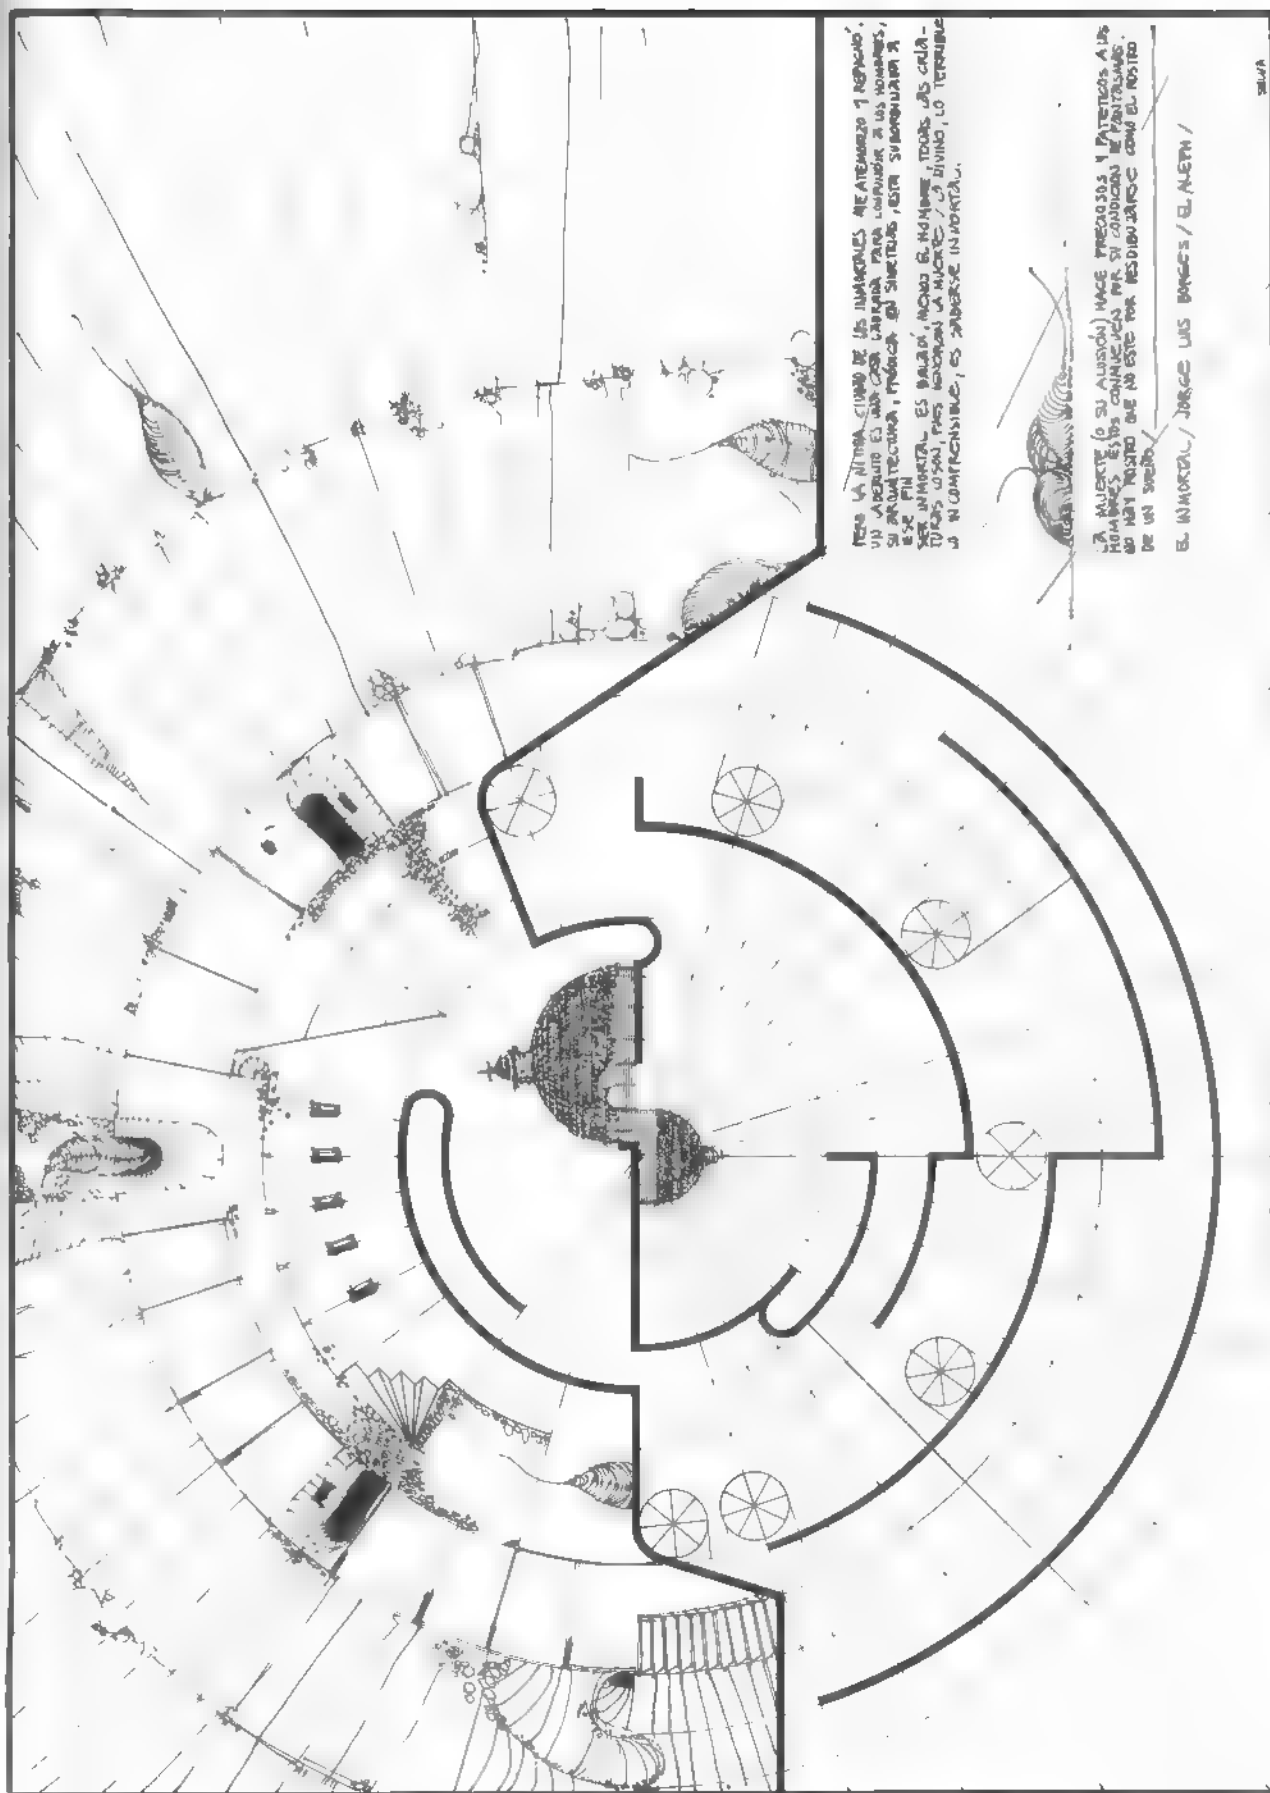 PERO LA NITIDA CIUDAD DE LOS INMORTALES ME ATEMORIZO Y REPUGNÓ.
UN LABERINTO ES UNA CASA LABRADA PARA CONFUNDIR A LOS HOMBRES,
SU ARQUITECTURA, PRÓDIGA EN SIMETRIAS, ESTA SUBORDINADA A
ESE FIN
SER INMORTAL ES BALADÍ, MENOS EL HOMBRE, TODAS LAS CRIA-
TURAS LO SON, PUES IGNORAN LA MUERTE / LO DIVINO, LO TERRIBLE
LO INCOMPRENSIBLE, ES SABERSE INMORTAL.
LA MUERTE (O SU ALUSIÓN) HACE PRECIOSOS Y PATETICOS A LOS
HOMBRES. ESTOS CONMUEVEN POR SU CONDICION DE FANTASMAS.
NO HAY ROSTRO QUE NO ESTE POR DESDIBUJARSE COMO EL ROSTRO
DE UN SUEÑO
EL INMORTAL / JORGE LUIS BORGES / EL ALEPH /